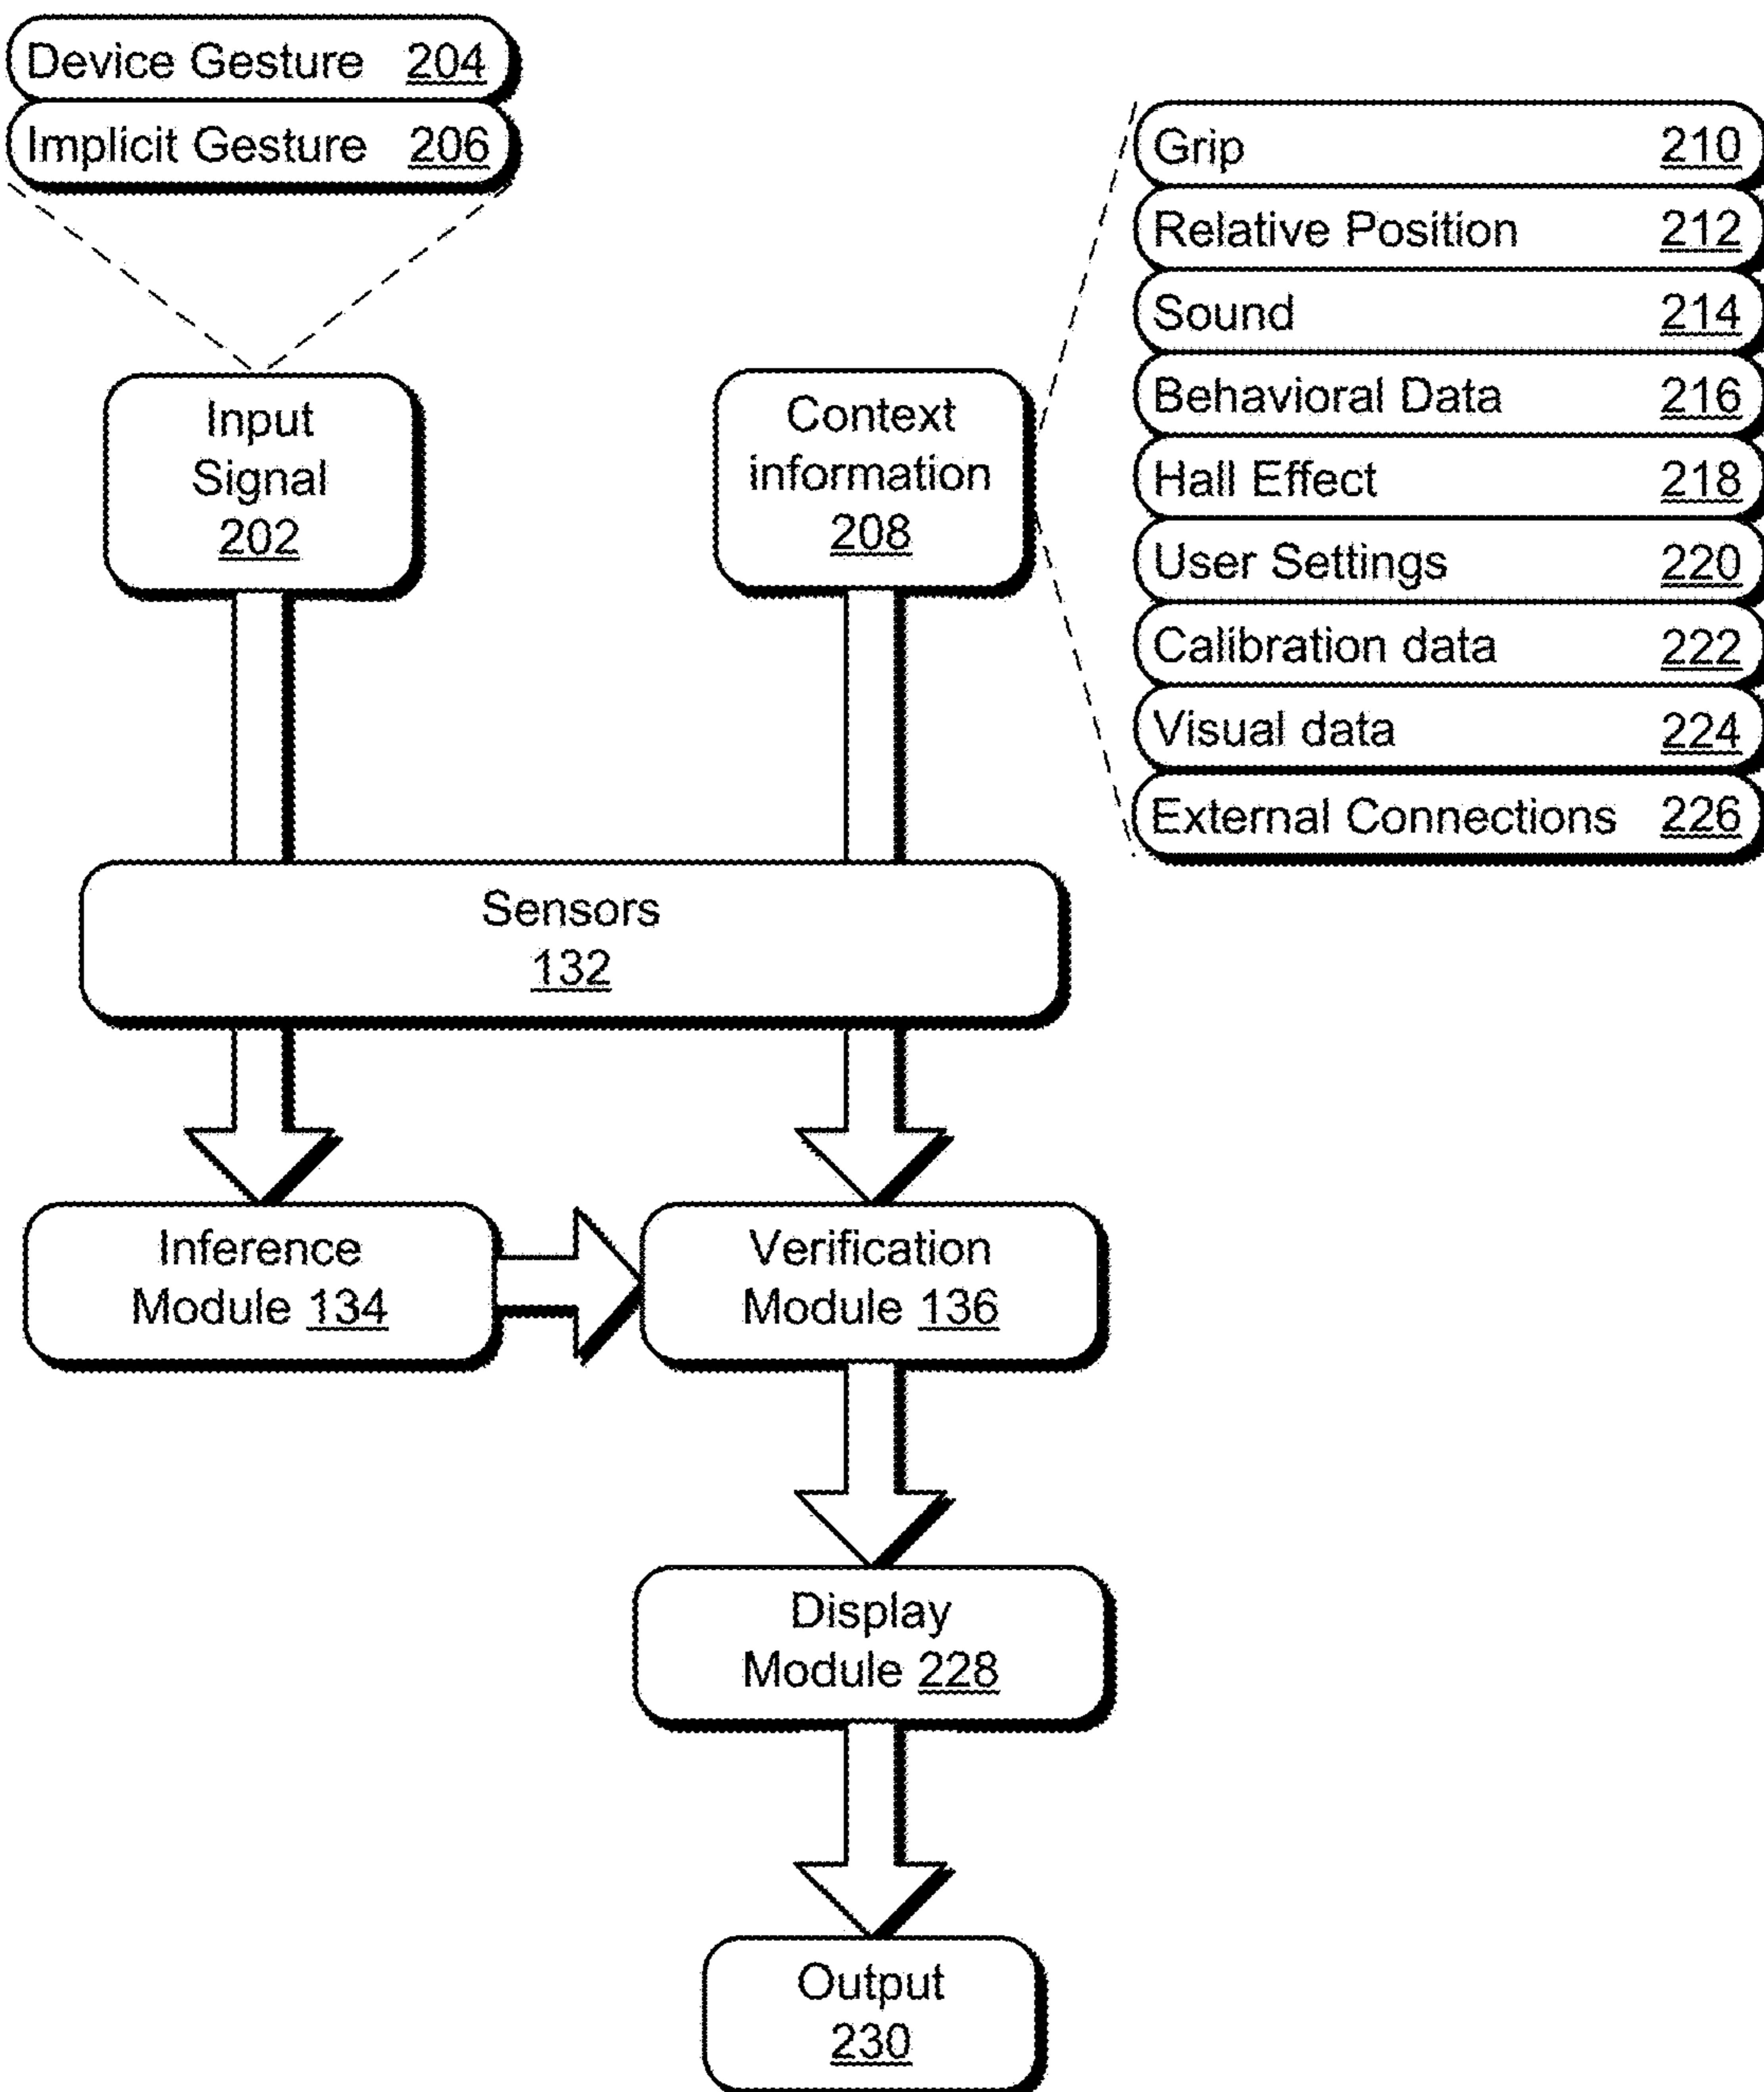 Device Gesture 204
Implicit Gesture 206
Input
Signal
202
Context
information
208
Grip 210
Relative Position 212
Sound 214
Behavioral Data 216
Hall Effect 218
User Settings 220
Calibration data 222
Visual data 224
External Connections 226
Sensors
132
Inference
Module 134
Verification
Module 136
Display
Module 228
Output
230